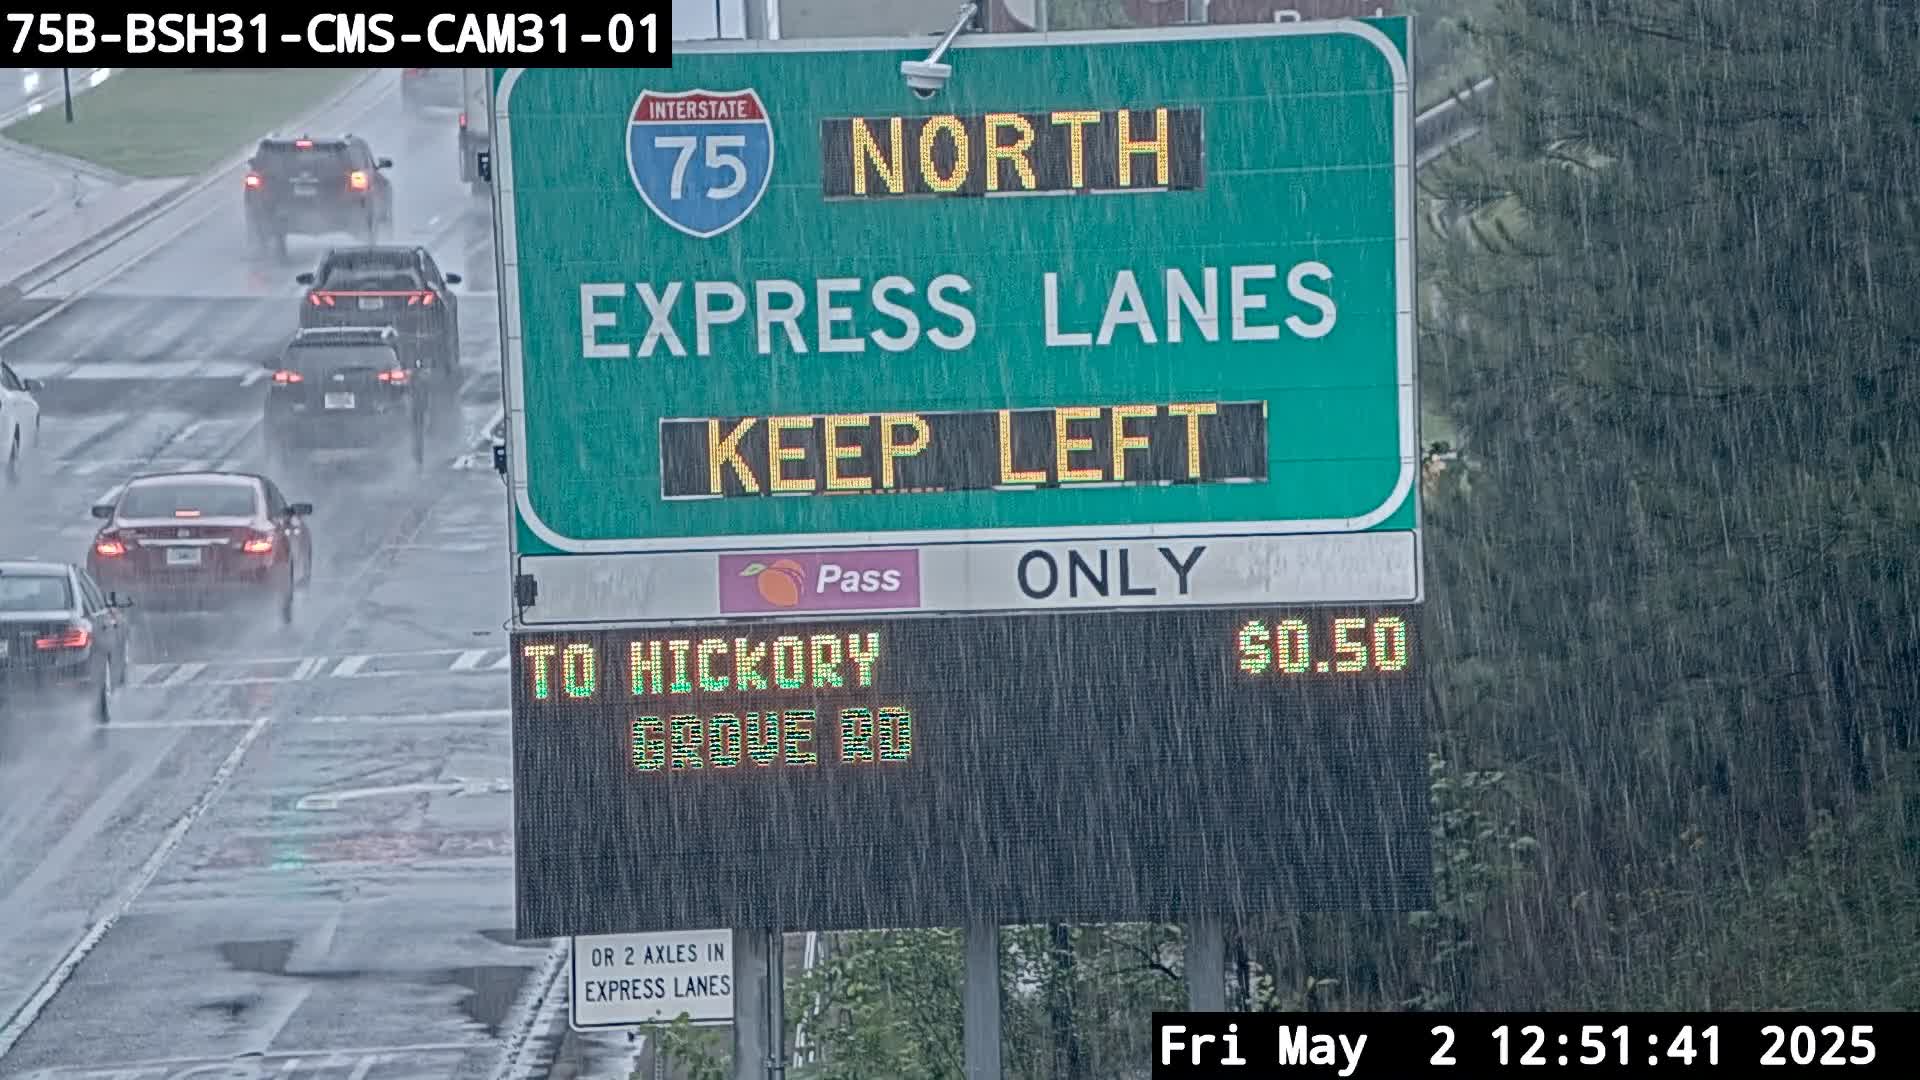 75B-BSH31-CMS-CAM31-01
INTERSTATE
75
NORTH
EXPRESS LANES
KEEP LEFT
Pass ONLY
TO HICKORY $0.50
GROVE RD
OR 2 AXLES IN
EXPRESS LANES
Fri May 2 12:51:41 2025